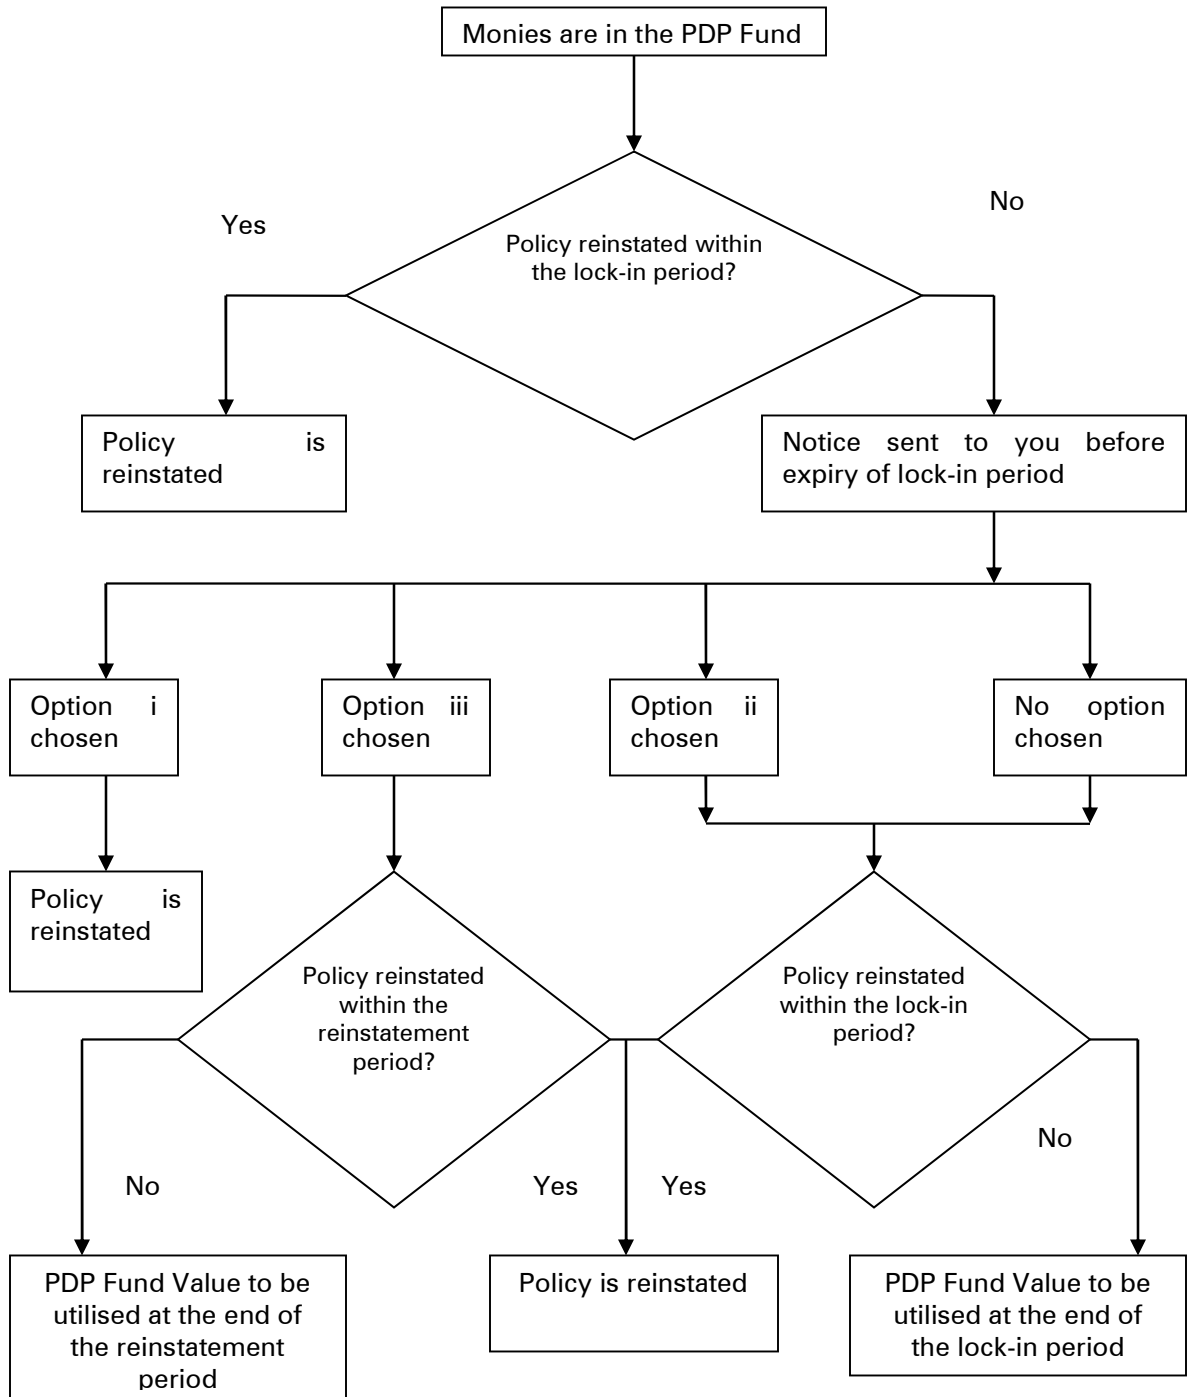 Monies are in the PDP Fund
Yes
No
Policy reinstated within
the lock-in period?
Policy is
reinstated
Notice sent to you before
expiry of lock-in period
Option i
chosen
Option iii
chosen
Option ii
chosen
No option
chosen
Policy is
reinstated
Policy reinstated
within the
reinstatement
period?
Policy reinstated
within the lock-in
period?
No
Yes
Yes
No
PDP Fund Value to be
utilised at the end of
the reinstatement
period
Policy is reinstated
PDP Fund Value to be
utilised at the end of
the lock-in period